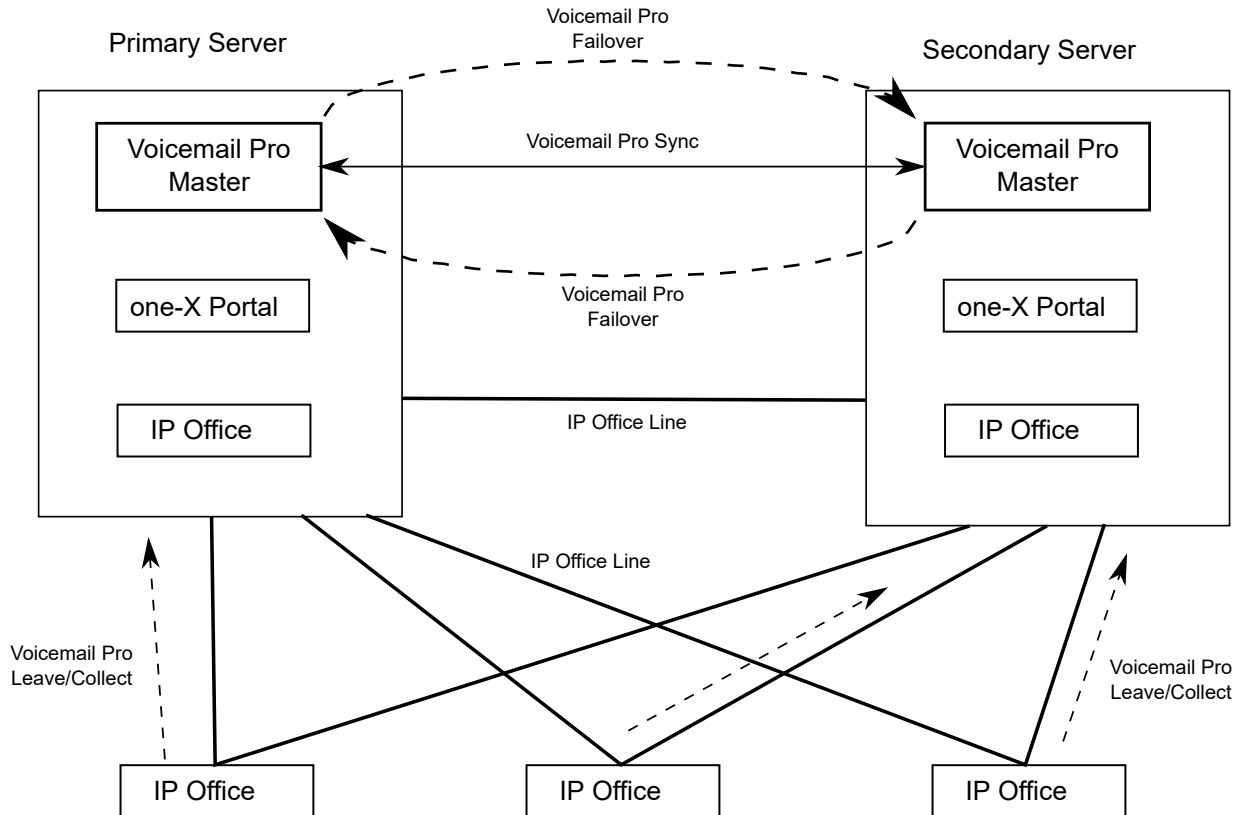 Voicemail Pro
Failover
Primary Server
Secondary Server
Voicemail Pro
Master
Voicemail Pro Sync
Voicemail Pro
Master
one-X Portal
Voicemail Pro
Failover
one-X Portal
IP Office
IP Office Line
IP Office
IP Office Line
Voicemail Pro
Leave/Collect
Voicemail Pro
Leave/Collect
IP Office
IP Office
IP Office